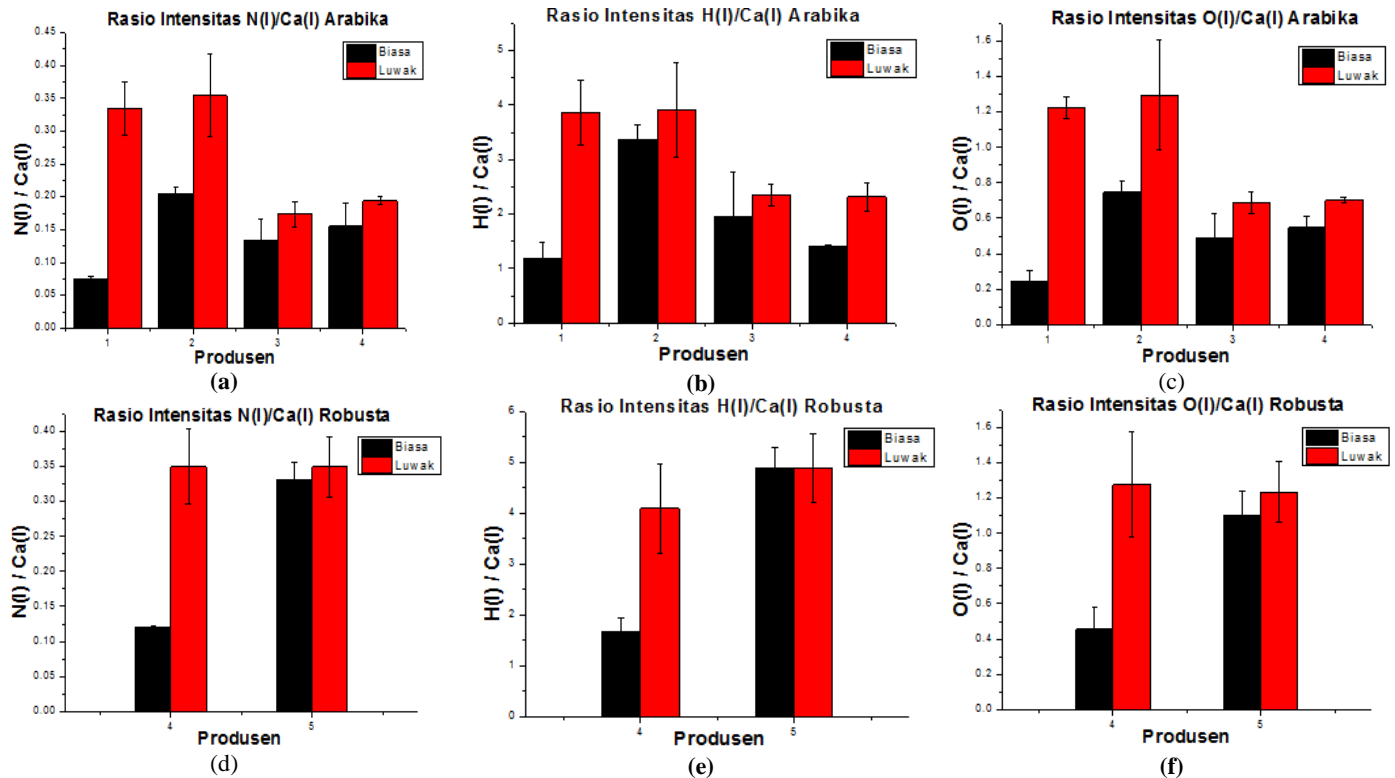 Rasio Intensitas N(I)/Ca(I) Arabika
0.45
0.40
0.35
0.30
0.25
0.20
0.15
0.10
0.05
0.00
N(I) / Ca(I)
Biasa
Luwak
1 2 3 4
Produsen
(a)
Rasio Intensitas H(I)/Ca(I) Arabika
5
4
3
2
1
0
H(I) / Ca(I)
Biasa
Luwak
1 2 3 4
Produsen
(b)
Rasio Intensitas O(I)/Ca(I) Arabika
1.6
1.4
1.2
1.0
0.8
0.6
0.4
0.2
0.0
O(I) / Ca(I)
Biasa
Luwak
1 2 3 4
Produsen
(c)
Rasio Intensitas N(I)/Ca(I) Robusta
0.40
0.35
0.30
0.25
0.20
0.15
0.10
0.05
0.00
N(I) / Ca(I)
Biasa
Luwak
4 5
Produsen
(d)
Rasio Intensitas H(I)/Ca(I) Robusta
6
5
4
3
2
1
0
H(I) / Ca(I)
Biasa
Luwak
4 5
Produsen
(e)
Rasio Intensitas O(I)/Ca(I) Robusta
1.6
1.4
1.2
1.0
0.8
0.6
0.4
0.2
0.0
O(I) / Ca(I)
Biasa
Luwak
4 5
Produsen
(f)